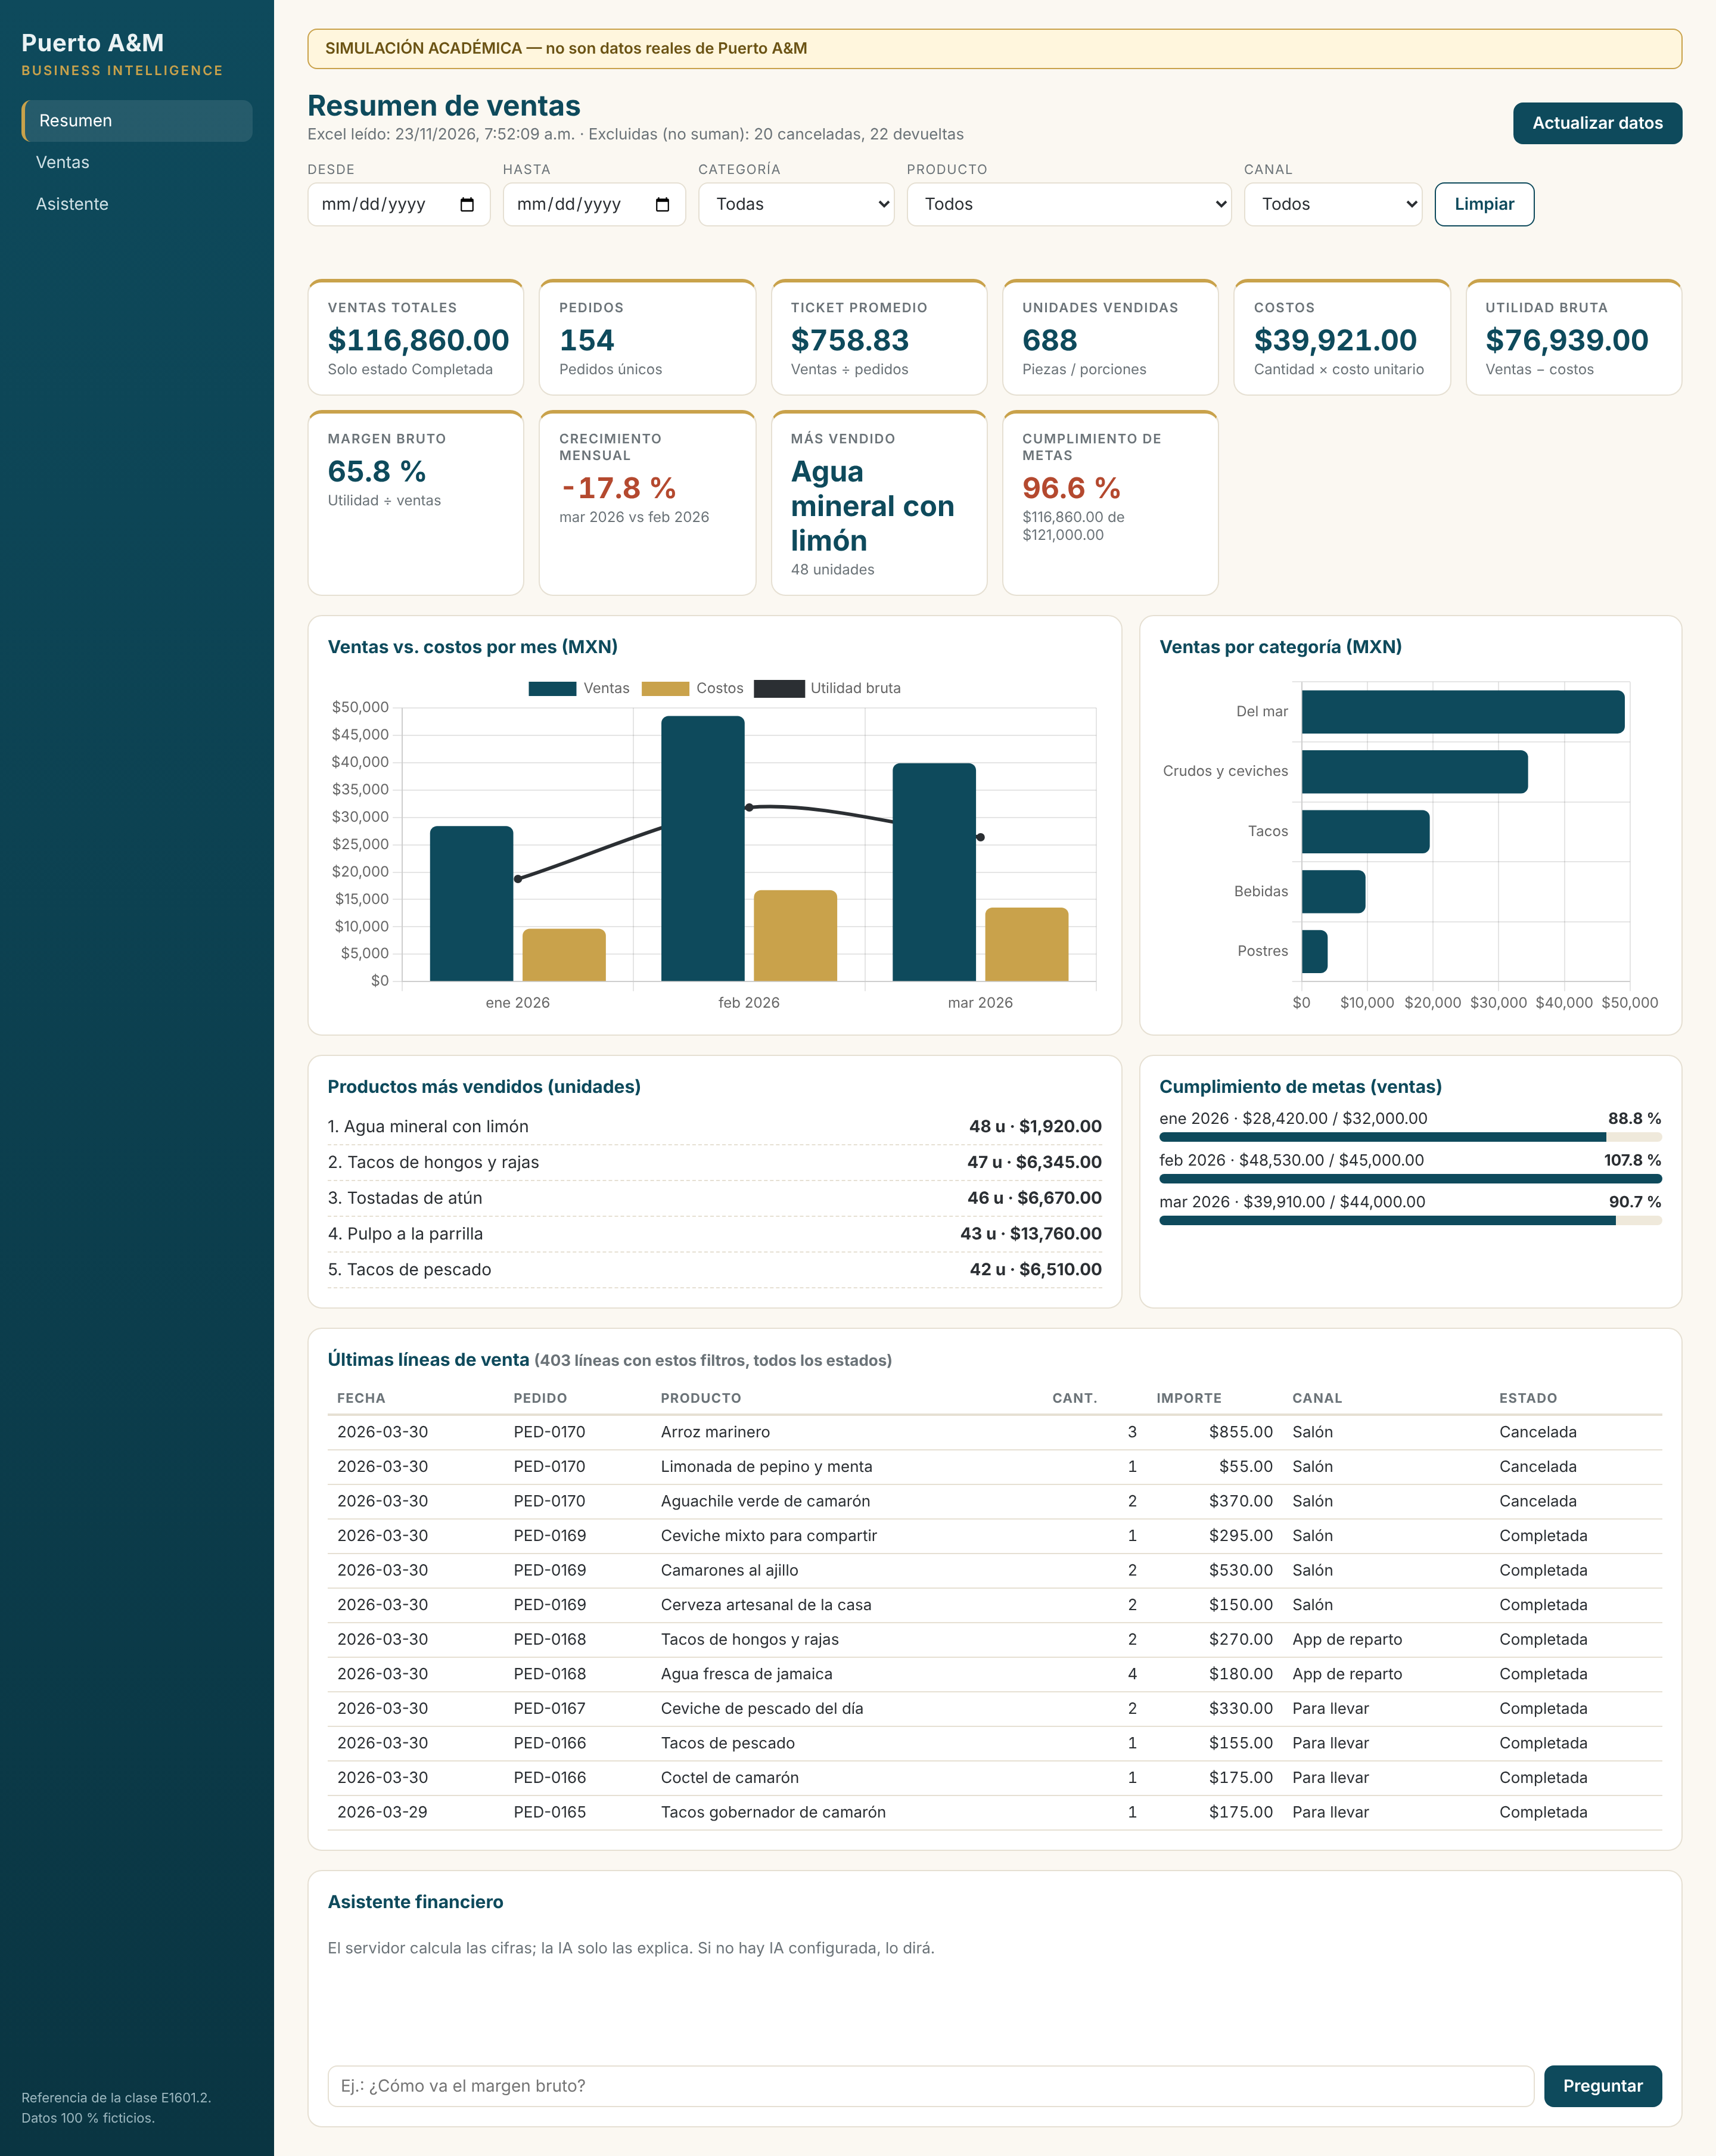 Puerto A&M
BUSINESS INTELLIGENCE
Resumen
Ventas
Asistente
Referencia de la clase E1601.2.
Datos 100 % ficticios.
SIMULACIÓN ACADÉMICA — no son datos reales de Puerto A&M
Resumen de ventas
Excel leído: 23/11/2026, 7:52:09 a.m. · Excluidas (no suman): 20 canceladas, 22 devueltas
Actualizar datos
DESDE HASTA CATEGORÍA PRODUCTO CANAL
mm/dd/yyyy mm/dd/yyyy Todas Todos Todos Limpiar
VENTAS TOTALES
$116,860.00
Solo estado Completada
PEDIDOS
154
Pedidos únicos
TICKET PROMEDIO
$758.83
Ventas ÷ pedidos
UNIDADES VENDIDAS
688
Piezas / porciones
COSTOS
$39,921.00
Cantidad × costo unitario
UTILIDAD BRUTA
$76,939.00
Ventas − costos
MARGEN BRUTO
65.8 %
Utilidad ÷ ventas
CRECIMIENTO
MENSUAL
-17.8 %
mar 2026 vs feb 2026
MÁS VENDIDO
Agua
mineral con
limón
48 unidades
CUMPLIMIENTO DE
METAS
96.6 %
$116,860.00 de
$121,000.00
Ventas vs. costos por mes (MXN)
Ventas Costos Utilidad bruta
$50,000
$45,000
$40,000
$35,000
$30,000
$25,000
$20,000
$15,000
$10,000
$5,000
$0
ene 2026 feb 2026 mar 2026
Ventas por categoría (MXN)
Del mar
Crudos y ceviches
Tacos
Bebidas
Postres
$0 $10,000 $20,000 $30,000 $40,000 $50,000
Productos más vendidos (unidades)
1. Agua mineral con limón 48 u · $1,920.00
2. Tacos de hongos y rajas 47 u · $6,345.00
3. Tostadas de atún 46 u · $6,670.00
4. Pulpo a la parrilla 43 u · $13,760.00
5. Tacos de pescado 42 u · $6,510.00
Cumplimiento de metas (ventas)
ene 2026 · $28,420.00 / $32,000.00 88.8 %
feb 2026 · $48,530.00 / $45,000.00 107.8 %
mar 2026 · $39,910.00 / $44,000.00 90.7 %
Últimas líneas de venta (403 líneas con estos filtros, todos los estados)
FECHA PEDIDO PRODUCTO CANT. IMPORTE CANAL ESTADO
2026-03-30 PED-0170 Arroz marinero 3 $855.00 Salón Cancelada
2026-03-30 PED-0170 Limonada de pepino y menta 1 $55.00 Salón Cancelada
2026-03-30 PED-0170 Aguachile verde de camarón 2 $370.00 Salón Cancelada
2026-03-30 PED-0169 Ceviche mixto para compartir 1 $295.00 Salón Completada
2026-03-30 PED-0169 Camarones al ajillo 2 $530.00 Salón Completada
2026-03-30 PED-0169 Cerveza artesanal de la casa 2 $150.00 Salón Completada
2026-03-30 PED-0168 Tacos de hongos y rajas 2 $270.00 App de reparto Completada
2026-03-30 PED-0168 Agua fresca de jamaica 4 $180.00 App de reparto Completada
2026-03-30 PED-0167 Ceviche de pescado del día 2 $330.00 Para llevar Completada
2026-03-30 PED-0166 Tacos de pescado 1 $155.00 Para llevar Completada
2026-03-30 PED-0166 Coctel de camarón 1 $175.00 Para llevar Completada
2026-03-29 PED-0165 Tacos gobernador de camarón 1 $175.00 Para llevar Completada
Asistente financiero
El servidor calcula las cifras; la IA solo las explica. Si no hay IA configurada, lo dirá.
Ej.: ¿Cómo va el margen bruto?
Preguntar